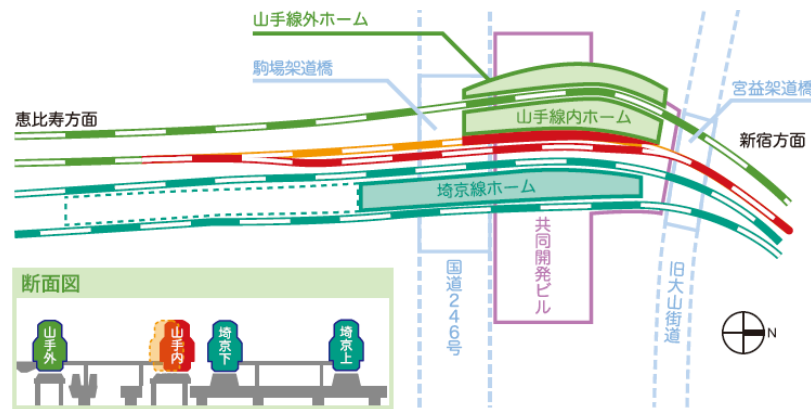 山手線外ホーム
駒場架道橋
宮益架道橋
恵比寿方面
山手線内ホーム
新宿方面
埼京線ホーム
国道246号
共同開発ビル
旧大山街道
N
断面図
山手外
山手内
埼京下
埼京上